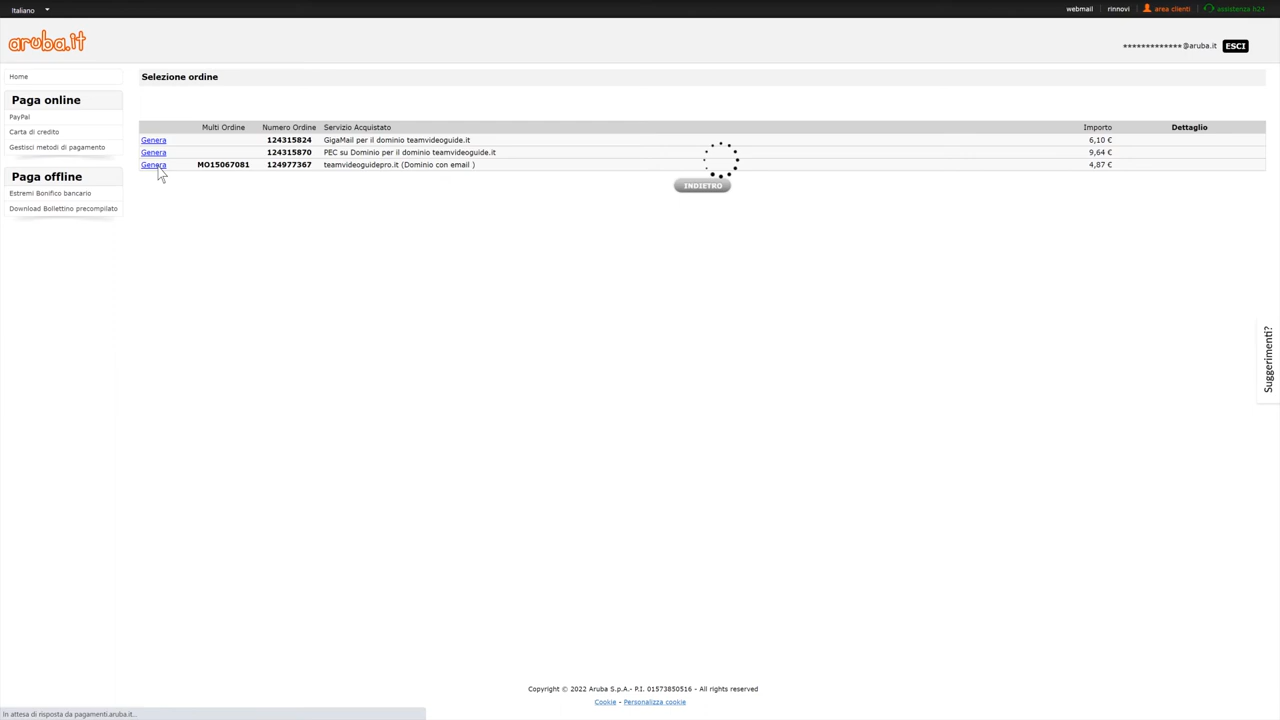 Italiano
webmail rinnovi area clienti assistenza h24
aruba.it
*************@aruba.it ESCI
Home
Paga online
PayPal
Carta di credito
Gestisci metodi di pagamento
Paga offline
Estremi Bonifico bancario
Download Bollettino precompilato
Selezione ordine
Multi Ordine Numero Ordine Servizio Acquistato Importo Dettaglio
Genera 124315824 GigaMail per il dominio teamvideoguide.it 6,10 €
Genera 124315870 PEC su Dominio per il dominio teamvideoguide.it 9,64 €
Genera MO15067081 124977367 teamvideoguidepro.it (Dominio con email ) 4,87 €
INDIETRO
Suggerimenti?
Copyright © 2022 Aruba S.p.A.- P.I. 01573850516 - All rights reserved
Cookie - Personalizza cookie
In attesa di risposta da pagamenti.aruba.it...